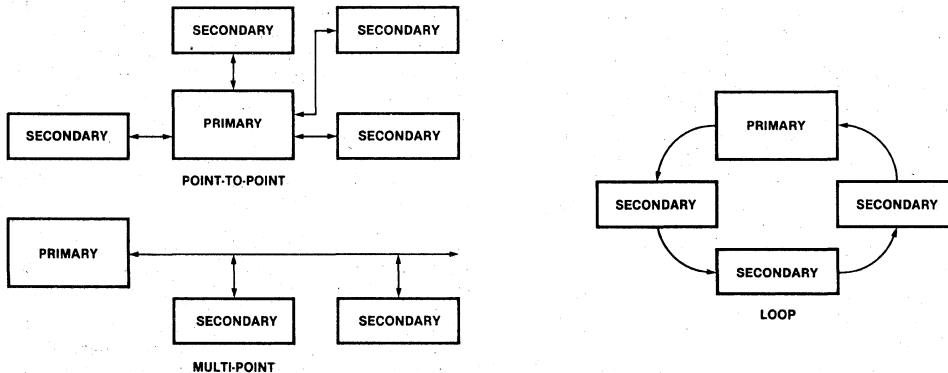 SECONDARY
SECONDARY
SECONDARY
PRIMARY
SECONDARY
POINT-TO-POINT
PRIMARY
SECONDARY
SECONDARY
MULTI-POINT
PRIMARY
SECONDARY
SECONDARY
SECONDARY
LOOP